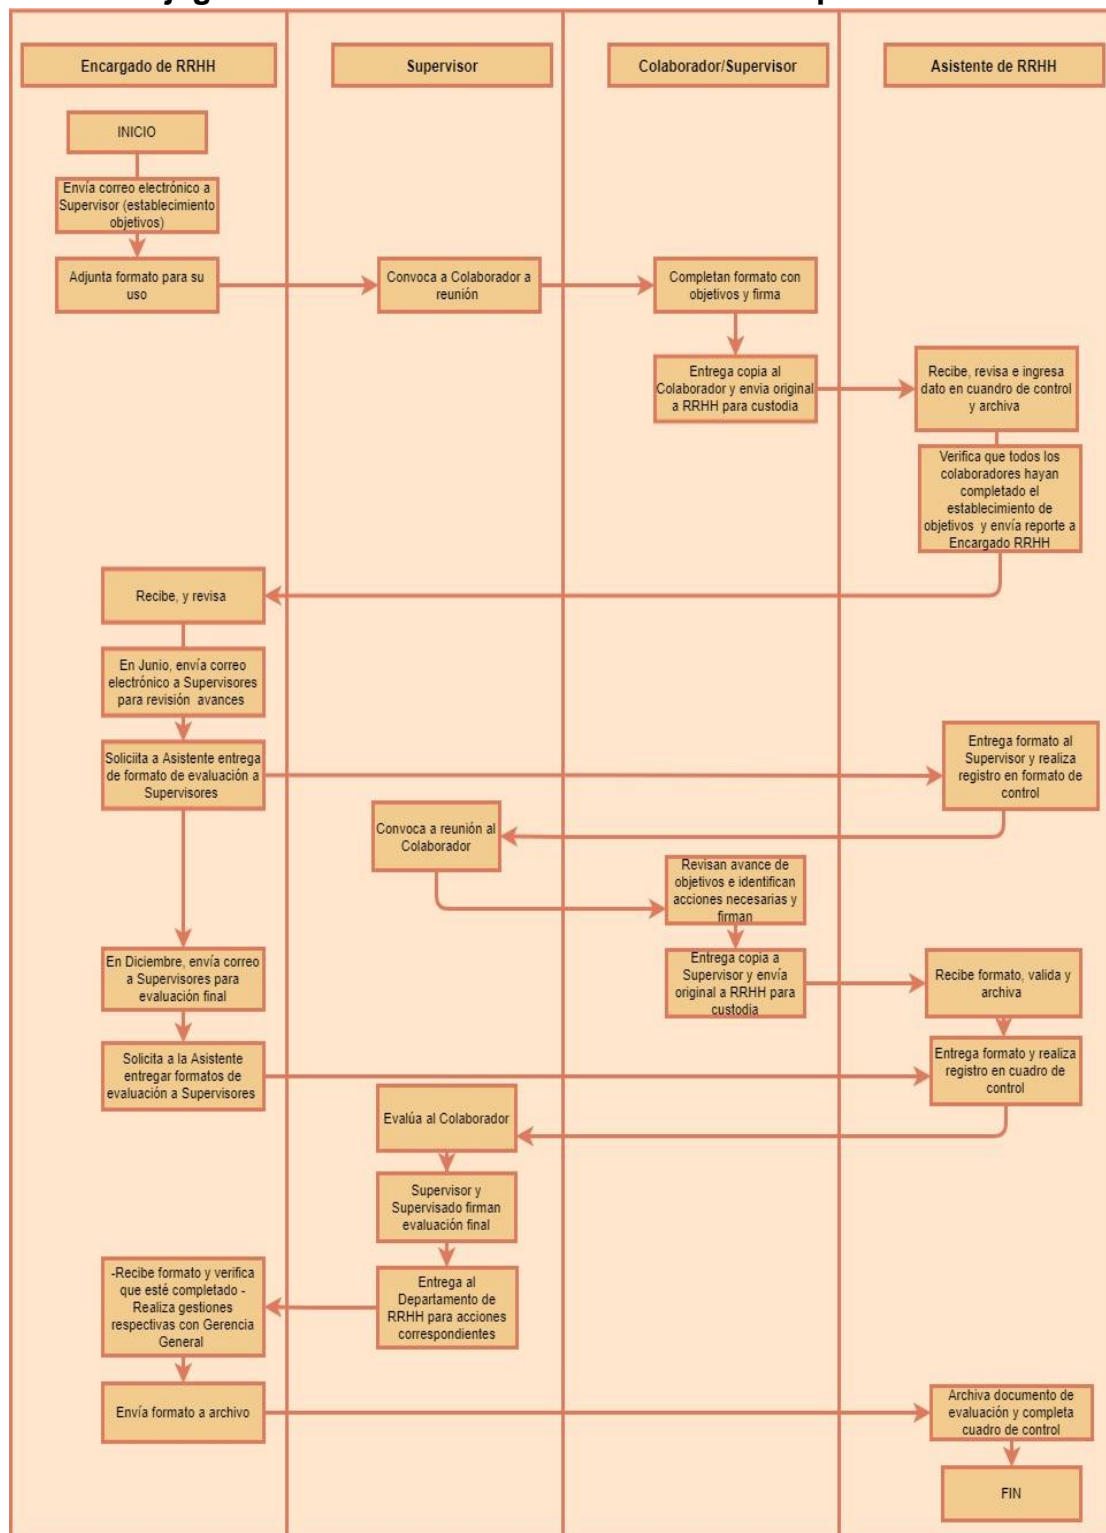 Encargado de RRHH
Supervisor
Colaborador/Supervisor
Asistente de RRHH
INICIO
Envía correo electrónico a
Supervisor (establecimiento
objetivos)
Adjunta formato para su
uso
Convoca a Colaborador a
reunión
Completan formato con
objetivos y firma
Entrega copia al
Colaborador y envia original
a RRHH para custodia
Recibe, revisa e ingresa
dato en cuandro de control
y archiva
Verifica que todos los
colaboradores hayan
completado el
establecimiento de
objetivos y envía reporte a
Encargado RRHH
Recibe, y revisa
En Junio, envía correo
electrónico a Supervisores
para revisión avances
Soliciita a Asistente entrega
de formato de evaluación a
Supervisores
Entrega formato al
Supervisor y realiza
registro en formato de
control
Convoca a reunión al
Colaborador
Revisan avance de
objetivos e identifican
acciones necesarias y
firman
Entrega copia a
Supervisor y envía
original a RRHH para
custodia
Recibe formato, valida y
archiva
En Diciembre, envía correo
a Supervisores para
evaluación final
Solicita a la Asistente
entregar formatos de
evaluación a Supervisores
Entrega formato y realiza
registro en cuadro de
control
Evalúa al Colaborador
Supervisor y
Supervisado firman
evaluación final
Entrega al
Departamento de
RRHH para acciones
correspondientes
-Recibe formato y verifica
que esté completado -
Realiza gestiones
respectivas con Gerencia
General
Envía formato a archivo
Archiva documento de
evaluación y completa
cuadro de control
FIN